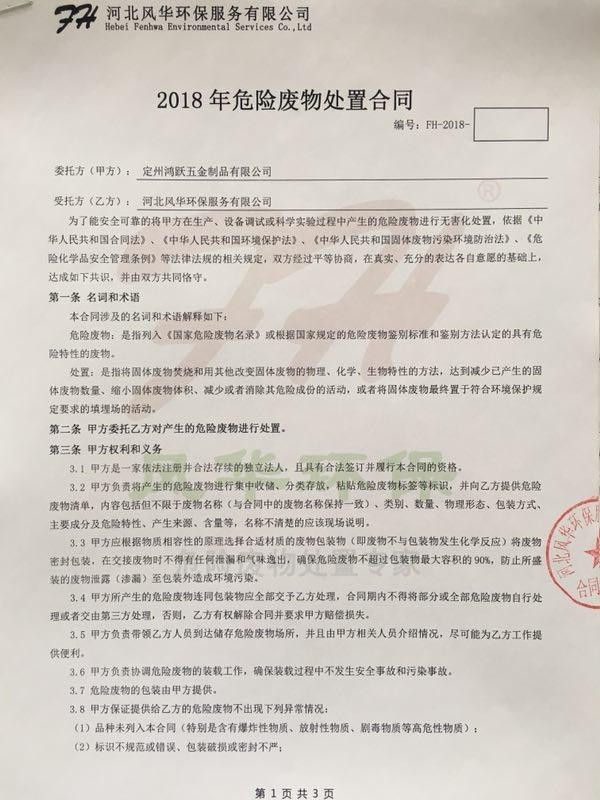 FH 河北风华环保服务有限公司
Hebei Fenhwa Environmental Services Co.,Ltd
2018 年危险废物处置合同
编号: FH-2018-
委托方（甲方）: 定州鸿跃五金制品有限公司
受托方（乙方）: 河北风华环保服务有限公司
为了能安全可靠的将甲方在生产、设备调试或科学实验过程中产生的危险废物进行无害化处置，依据《中
华人民共和国合同法》、《中华人民共和国环境保护法》、《中华人民共和国固体废物污染环境防治法》、《危
险化学品安全管理条例》等法律法规的相关规定，双方经过平等协商，在真实、充分的表达各自意愿的基础上，
达成如下共识，并由双方共同恪守。
第一条 名词和术语
本合同涉及的名词和术语解释如下：
危险废物：是指列入《国家危险废物名录》或根据国家规定的危险废物鉴别标准和鉴别方法认定的具有危
险特性的废物。
处置：是指将固体废物焚烧和用其他改变固体废物的物理、化学、生物特性的方法，达到减少已产生的固
体废物数量、缩小固体废物体积、减少或者消除其危险成份的活动，或者将固体废物最终置于符合环境保护规
定要求的填埋场的活动。
第二条 甲方委托乙方对产生的危险废物进行处置。
第三条 甲方权利和义务
3.1 甲方是一家依法注册并合法存续的独立法人，且具有合法签订并履行本合同的资格。
3.2 甲方负责将产生的危险废物进行集中收储、分类存放，粘贴危险废物标签等标识，并向乙方提供危险
废物清单，内容包括但不限于废物名称（与合同中的废物名称保持一致）、类别、数量、物理形态、包装方式、
主要成分及危险特性、产生来源、含量等，名称不清楚的应该现场说明。
3.3 甲方应根据物质相容性的原理选择合适材质的废物包装物（即废物不与包装物发生化学反应）将废物
密封包装，在交接废物时不得有任何泄漏和气味逸出，确保危险废物不超过包装物最大容积的 90%，防止所盛
装的废物泄露（渗漏）至包装外造成环境污染。
3.4 甲方所产生的危险废物连同包装物应全部交予乙方处理，合同期内不得将部分或全部危险废物自行处
理或者交由第三方处理，否则，乙方有权解除合同并要求甲方赔偿损失。
3.5 甲方负责带领乙方人员到达储存危险废物场所，并且由甲方相关人员介绍情况，尽可能为乙方工作提
供便利。
3.6 甲方负责协调危险废物的装载工作，确保装载过程中不发生安全事故和污染事故。
3.7 危险废物的包装由甲方提供。
3.8 甲方保证提供给乙方的危险废物不出现下列异常情况：
（1）品种未列入本合同（特别是含有爆炸性物质、放射性物质、剧毒物质等高危性物质）；
（2）标识不规范或错误、包装破损或密封不严；
第 1 页 共 3 页
FH
®
风华环保
危险废物处置专家
河北风华环保
合同